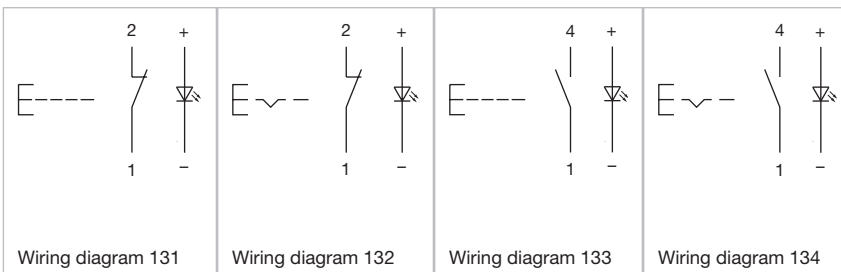 2 +
1 –
Wiring diagram 131
2 +
1 –
Wiring diagram 132
4 +
1 –
Wiring diagram 133
4 +
1 –
Wiring diagram 134